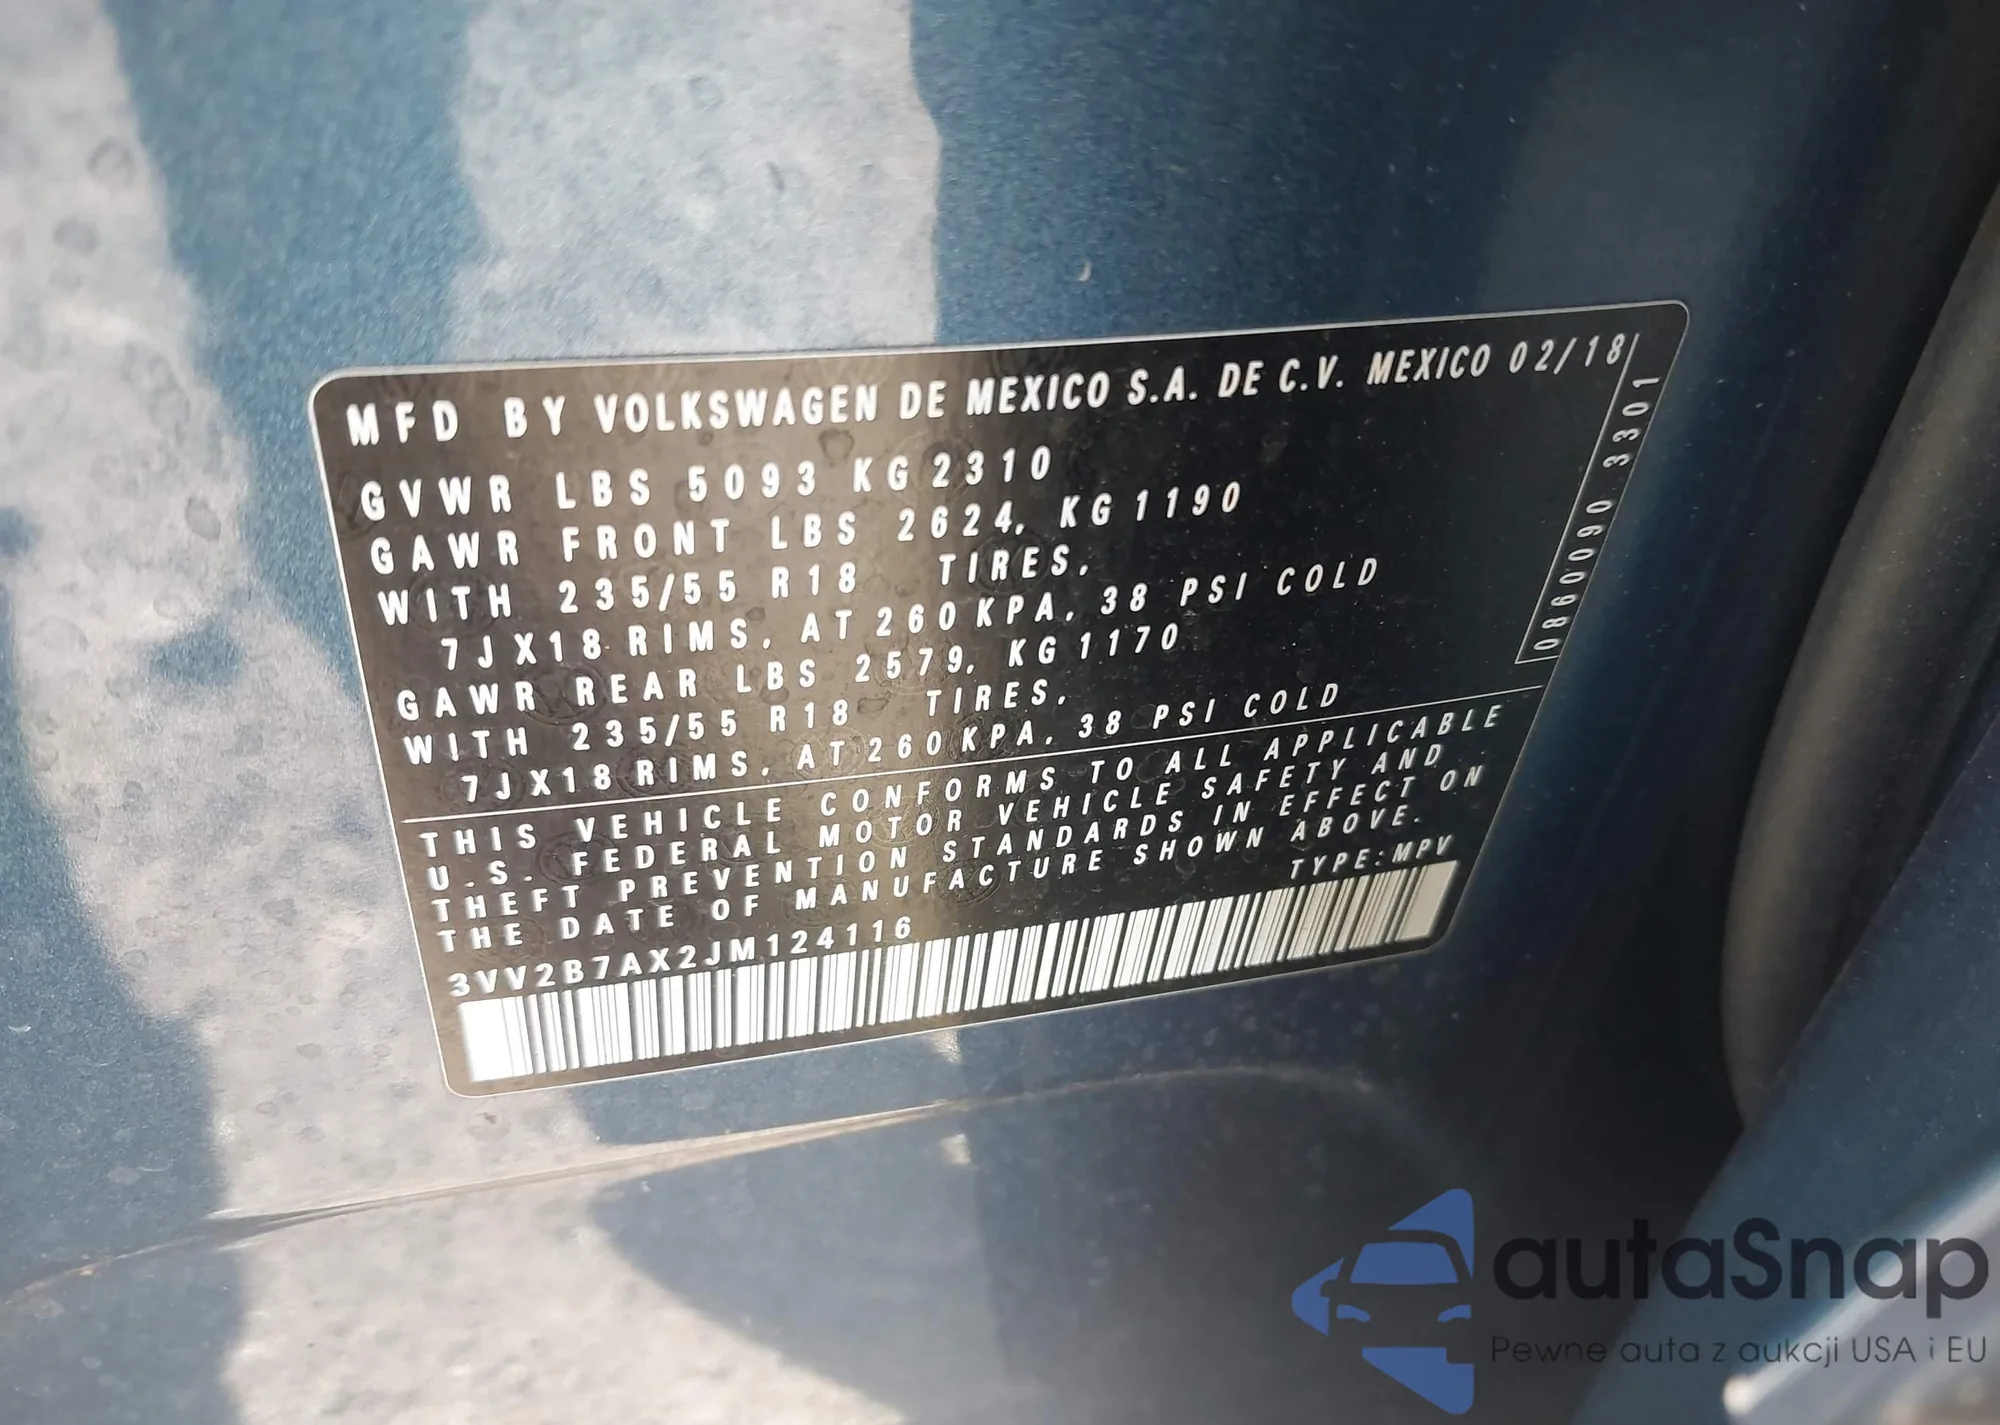 MFD BY VOLKSWAGEN DE MEXICO S.A. DE C.V. MEXICO 02/18
GVWR LBS 5093 KG 2310
GAWR FRONT LBS 2624, KG 1190
WITH 235/55 R18 TIRES,
7JX18 RIMS, AT 260 KPA, 38 PSI COLD
GAWR REAR LBS 2579, KG 1170
WITH 235/55 R18 TIRES,
7JX18 RIMS, AT 260 KPA, 38 PSI COLD
0860090 3301
THIS VEHICLE CONFORMS TO ALL APPLICABLE
U.S. FEDERAL MOTOR VEHICLE SAFETY AND
THEFT PREVENTION STANDARDS IN EFFECT ON
THE DATE OF MANUFACTURE SHOWN ABOVE.
TYPE:MPV
3VV2B7AX2JM124116
autaSnap
Pewne auta z aukcji USA i EU